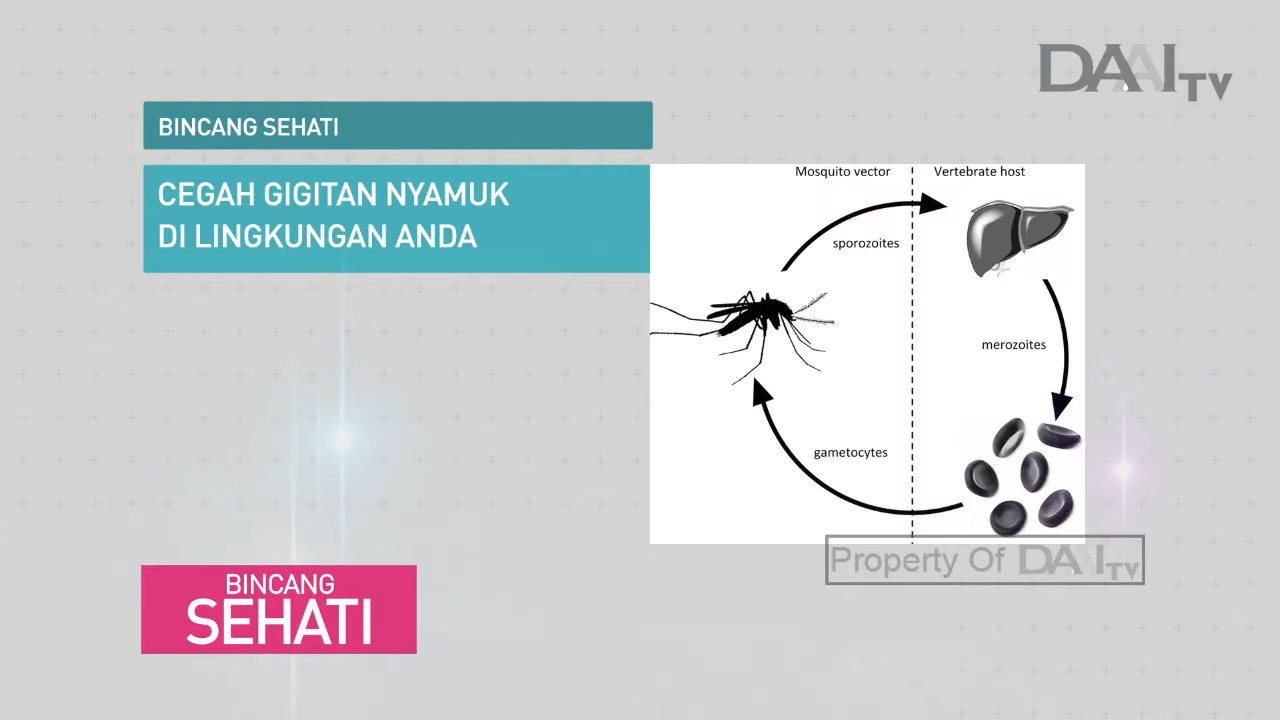 DAAI TV
BINCANG SEHATI
CEGAH GIGITAN NYAMUK
DI LINGKUNGAN ANDA
Mosquito vector
Vertebrate host
sporozoites
merozoites
gametocytes
Property Of DAAI TV
BINCANG
SEHATI